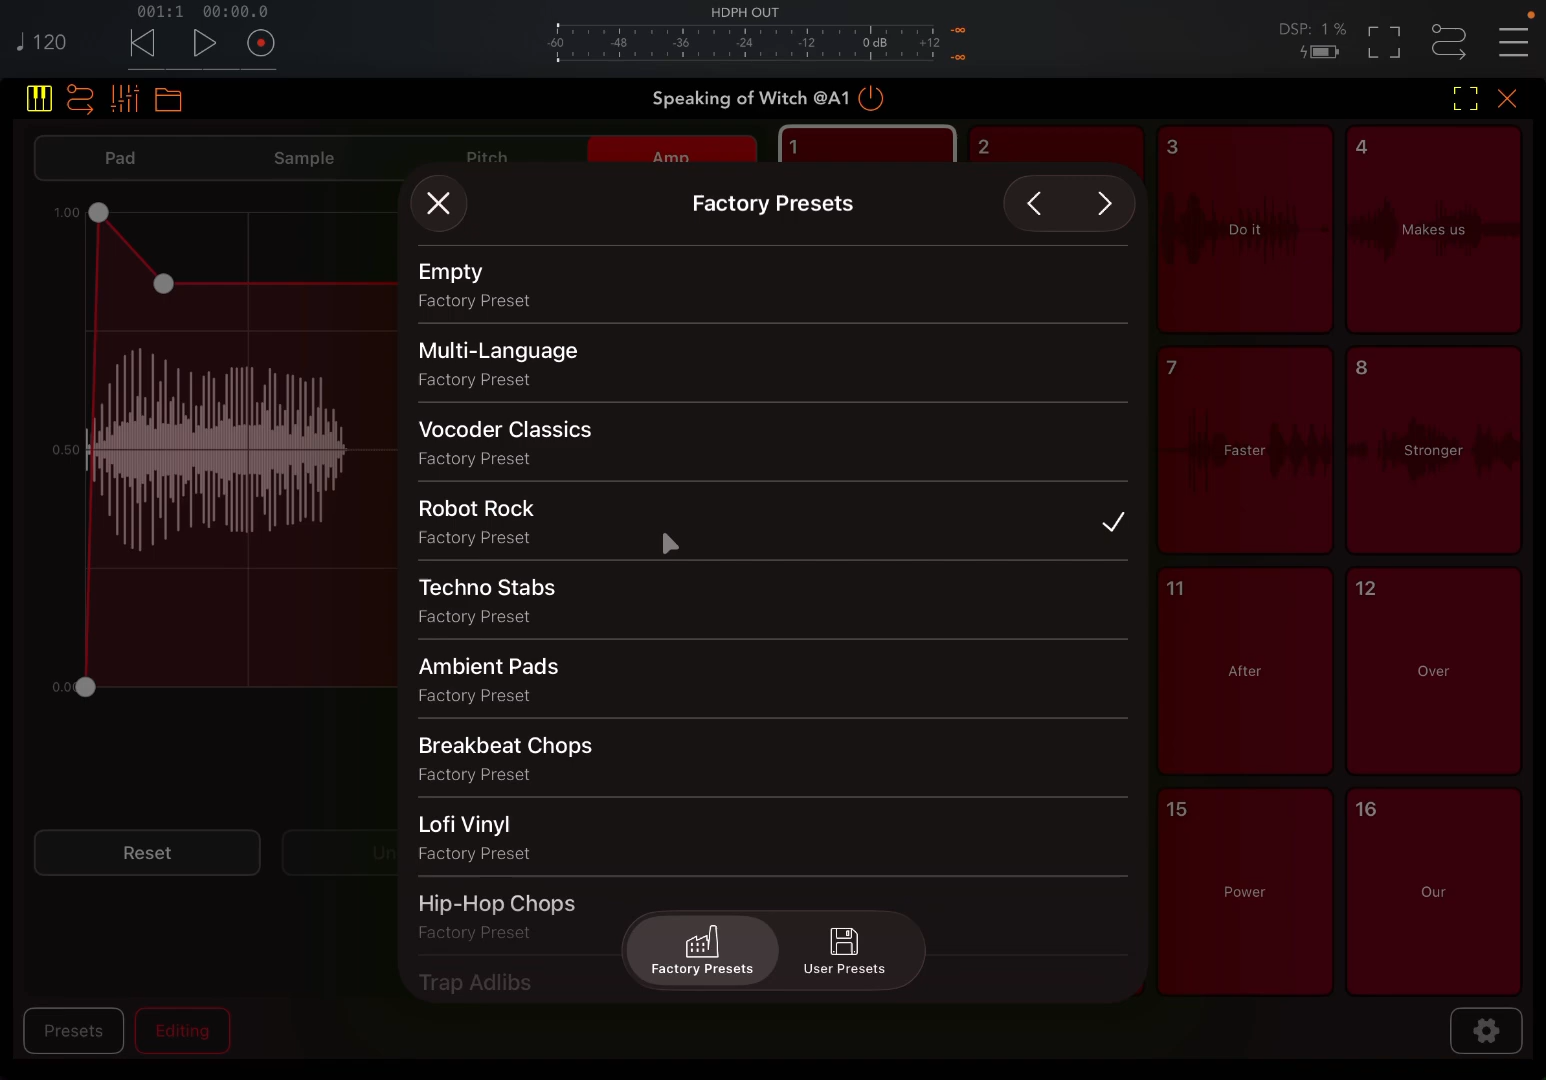 001:1 00:00.0
HDPH OUT
120
-60 -48 -36 -24 -12 0 dB +12
-∞
-∞
DSP: 1 %
Speaking of Witch @A1
Pad Sample Pitch Amp
1 2 3 4
Factory Presets
1.00
Do it
Makes us
Empty
Factory Preset
Multi-Language
Factory Preset
7 8
Vocoder Classics
Factory Preset
0.50
Faster
Stronger
Robot Rock
Factory Preset
Techno Stabs
Factory Preset
11 12
Ambient Pads
Factory Preset
After
Over
0.00
Breakbeat Chops
Factory Preset
15 16
Lofi Vinyl
Factory Preset
Reset
Un
Hip-Hop Chops
Factory Preset
Power
Our
Trap Adlibs
Factory Presets
User Presets
Presets
Editing